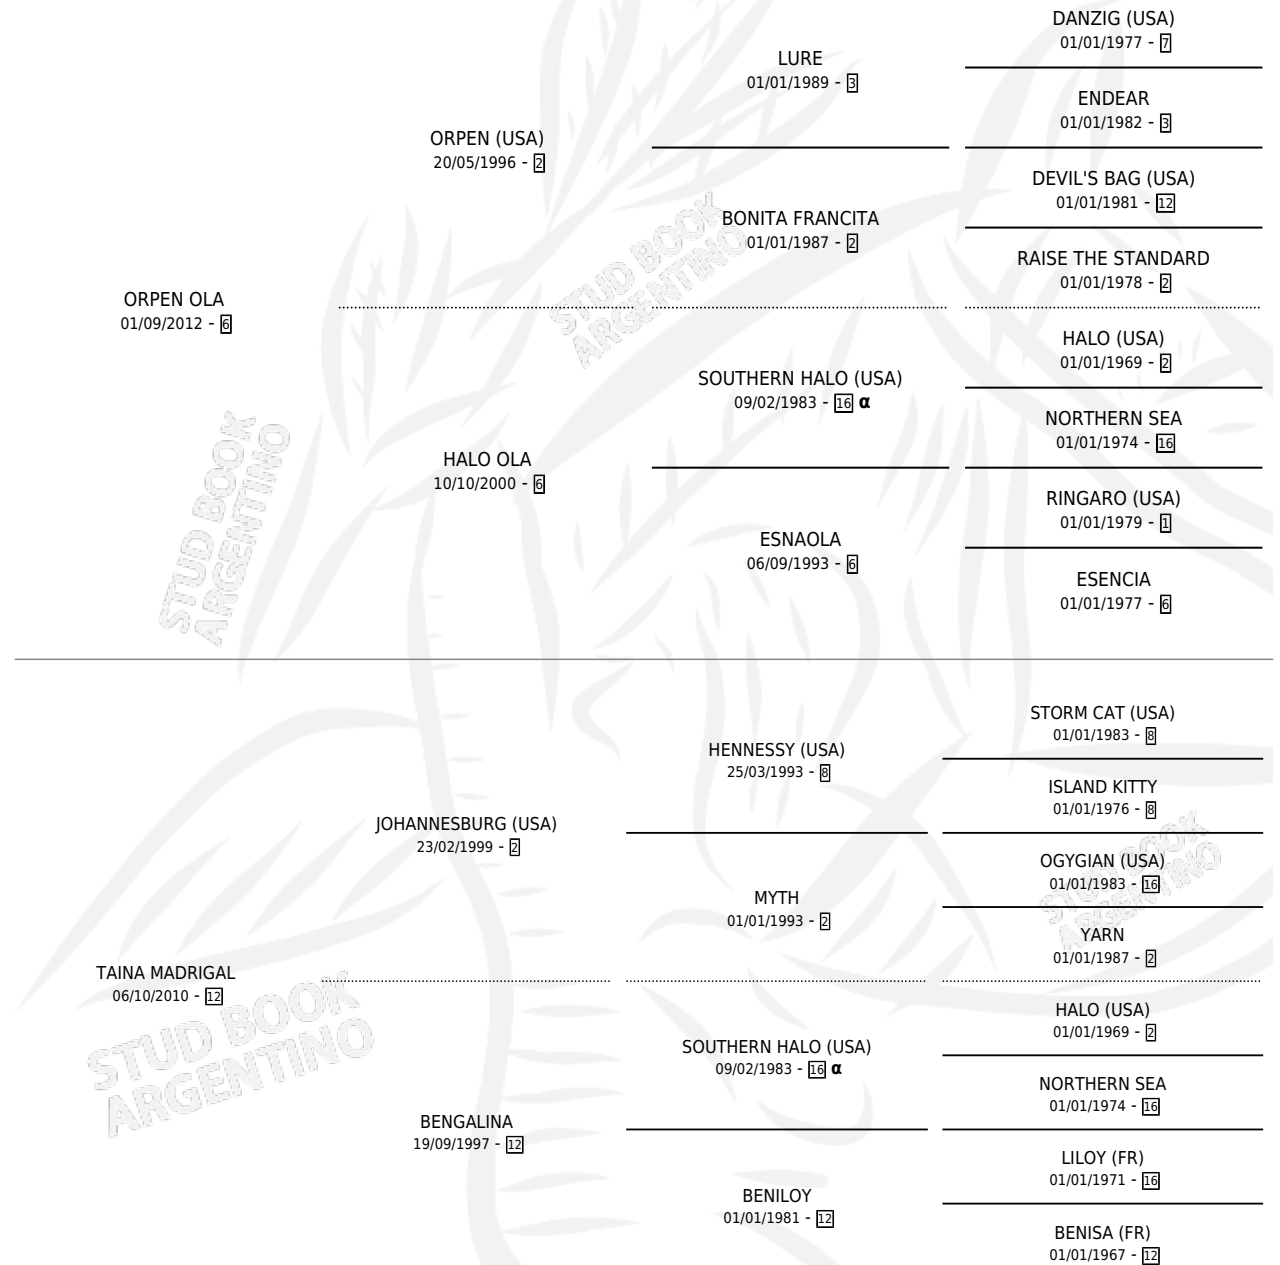 DANZIG (USA)
01/01/1977 - 7
LURE
01/01/1989 - 3
ENDEAR
01/01/1982 - 3
ORPEN (USA)
20/05/1996 - 2
DEVIL'S BAG (USA)
01/01/1981 - 12
BONITA FRANCITA
01/01/1987 - 2
RAISE THE STANDARD
01/01/1978 - 2
STUD BOOK
ARGENTINO
ORPEN OLA
01/09/2012 - 6
HALO (USA)
01/01/1969 - 2
SOUTHERN HALO (USA)
09/02/1983 - 16 α
NORTHERN SEA
01/01/1974 - 16
HALO OLA
10/10/2000 - 6
RINGARO (USA)
01/01/1979 - 1
ESNAOLA
06/09/1993 - 6
ESENCIA
01/01/1977 - 6
STUD BOOK
ARGENTINO
STORM CAT (USA)
01/01/1983 - 8
HENNESSY (USA)
25/03/1993 - 8
ISLAND KITTY
01/01/1976 - 8
JOHANNESBURG (USA)
23/02/1999 - 2
OGYGIAN (USA)
01/01/1983 - 16
MYTH
01/01/1993 - 2
YARN
01/01/1987 - 2
STUD BOOK
ARGENTINO
TAINA MADRIGAL
06/10/2010 - 12
HALO (USA)
01/01/1969 - 2
SOUTHERN HALO (USA)
09/02/1983 - 16 α
NORTHERN SEA
01/01/1974 - 16
STUD BOOK
ARGENTINO
BENGALINA
19/09/1997 - 12
LILOY (FR)
01/01/1971 - 16
BENILOY
01/01/1981 - 12
BENISA (FR)
01/01/1967 - 12